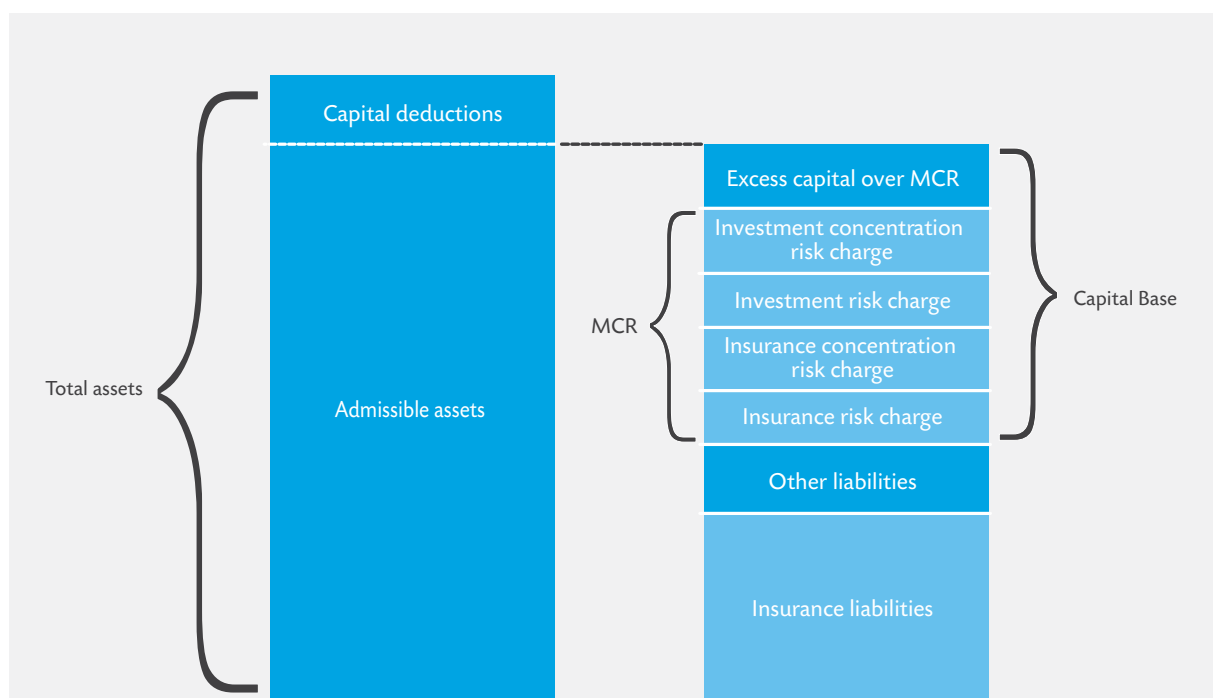 Capital deductions
Excess capital over MCR
Investment concentration
risk charge
Investment risk charge
Capital Base
MCR
Insurance concentration
risk charge
Total assets
Admissible assets
Insurance risk charge
Other liabilities
Insurance liabilities